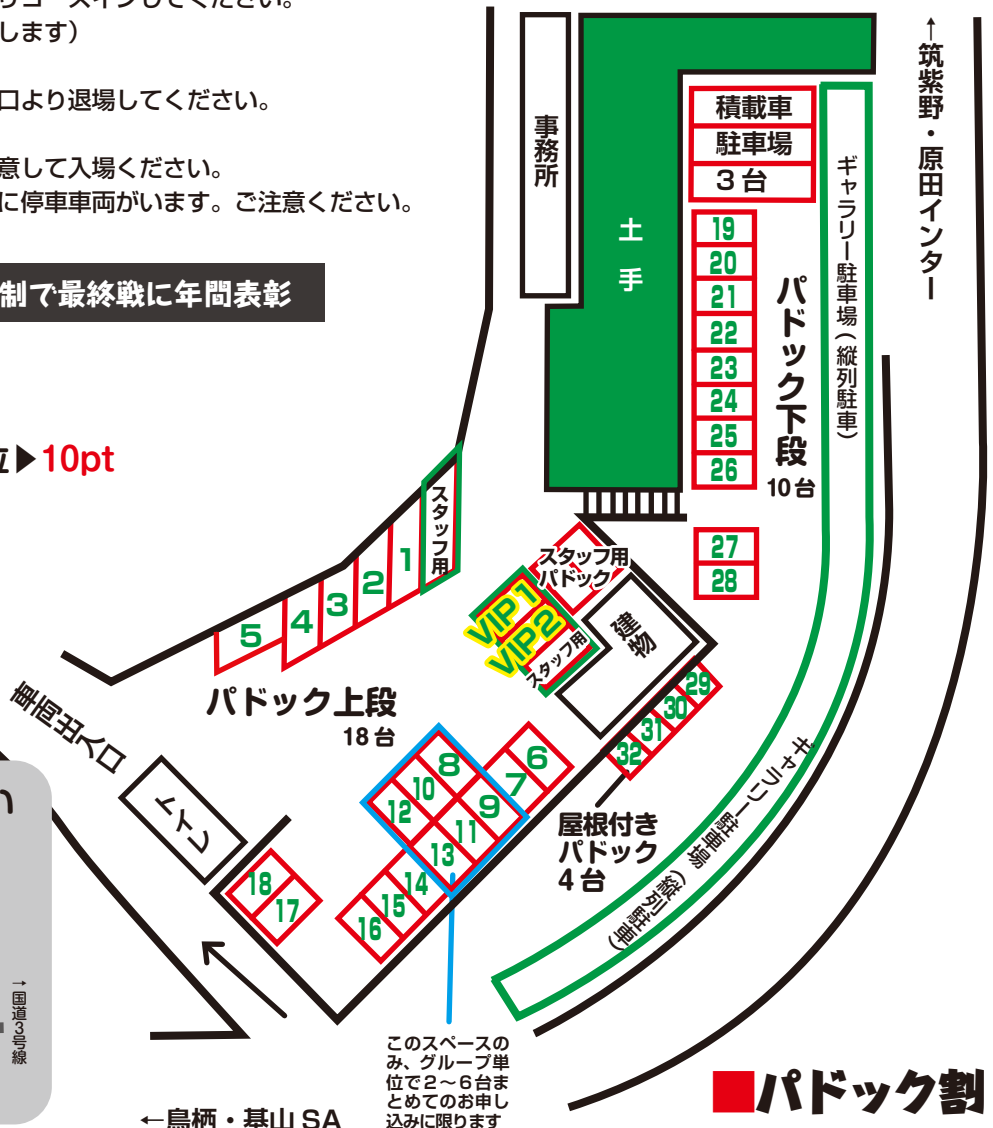 りコースインしてください。
します）
口より退場してください。
意して入場ください。
に停車車両がいます。ご注意ください。
制で最終戦に年間表彰
位▶10pt
事務所
土手
積載車
駐車場
3台
19
20
21
22
23
24
25
26
パドック下段
10台
27
28
ギャラリー駐車場（縦列駐車）
↑筑紫野・原田インター
スタッフ用
1
2
3
4
5
スタッフ用
パドック
VIP1
VIP2
スタッフ用
建物
パドック上段
18台
車両出入口
トイレ
6
7
8
9
10
11
12
13
14
15
16
17
18
29
30
31
32
屋根付き
パドック
4台
ギャラリー駐車場（縦列駐車）
このスペースの
み、グループ単
位で2〜6台ま
とめてのお申し
込みに限ります
↑国道3号線
←鳥栖・基山SA
■パドック割